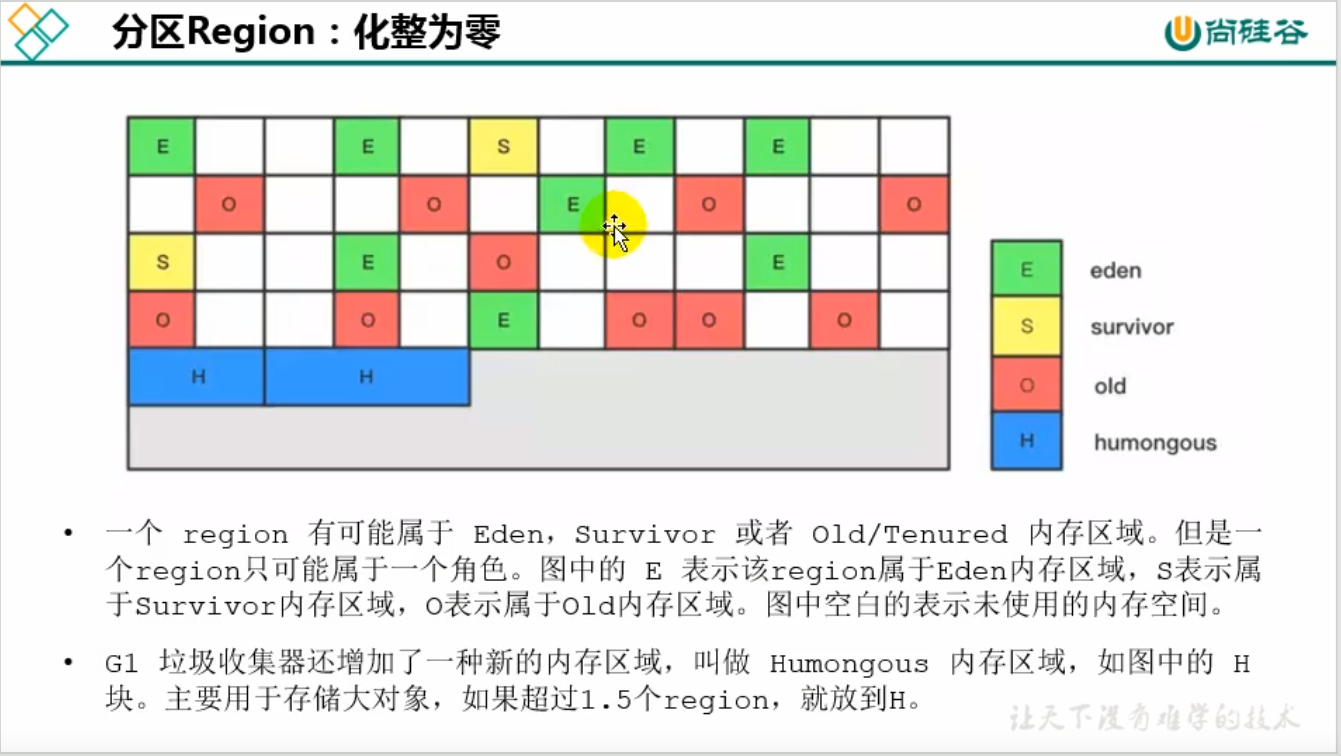 分区Region：化整为零
尚硅谷
E E S E E
O O E O O
S E O E
O O E O O O
H H
E eden
S survivor
O old
H humongous
• 一个 region 有可能属于 Eden，Survivor 或者 Old/Tenured 内存区域。但是一
个region只可能属于一个角色。图中的 E 表示该region属于Eden内存区域，S表示属
于Survivor内存区域，O表示属于Old内存区域。图中空白的表示未使用的内存空间。
• G1 垃圾收集器还增加了一种新的内存区域，叫做 Humongous 内存区域，如图中的 H
块。主要用于存储大对象，如果超过1.5个region，就放到H。
让天下没有难学的技术